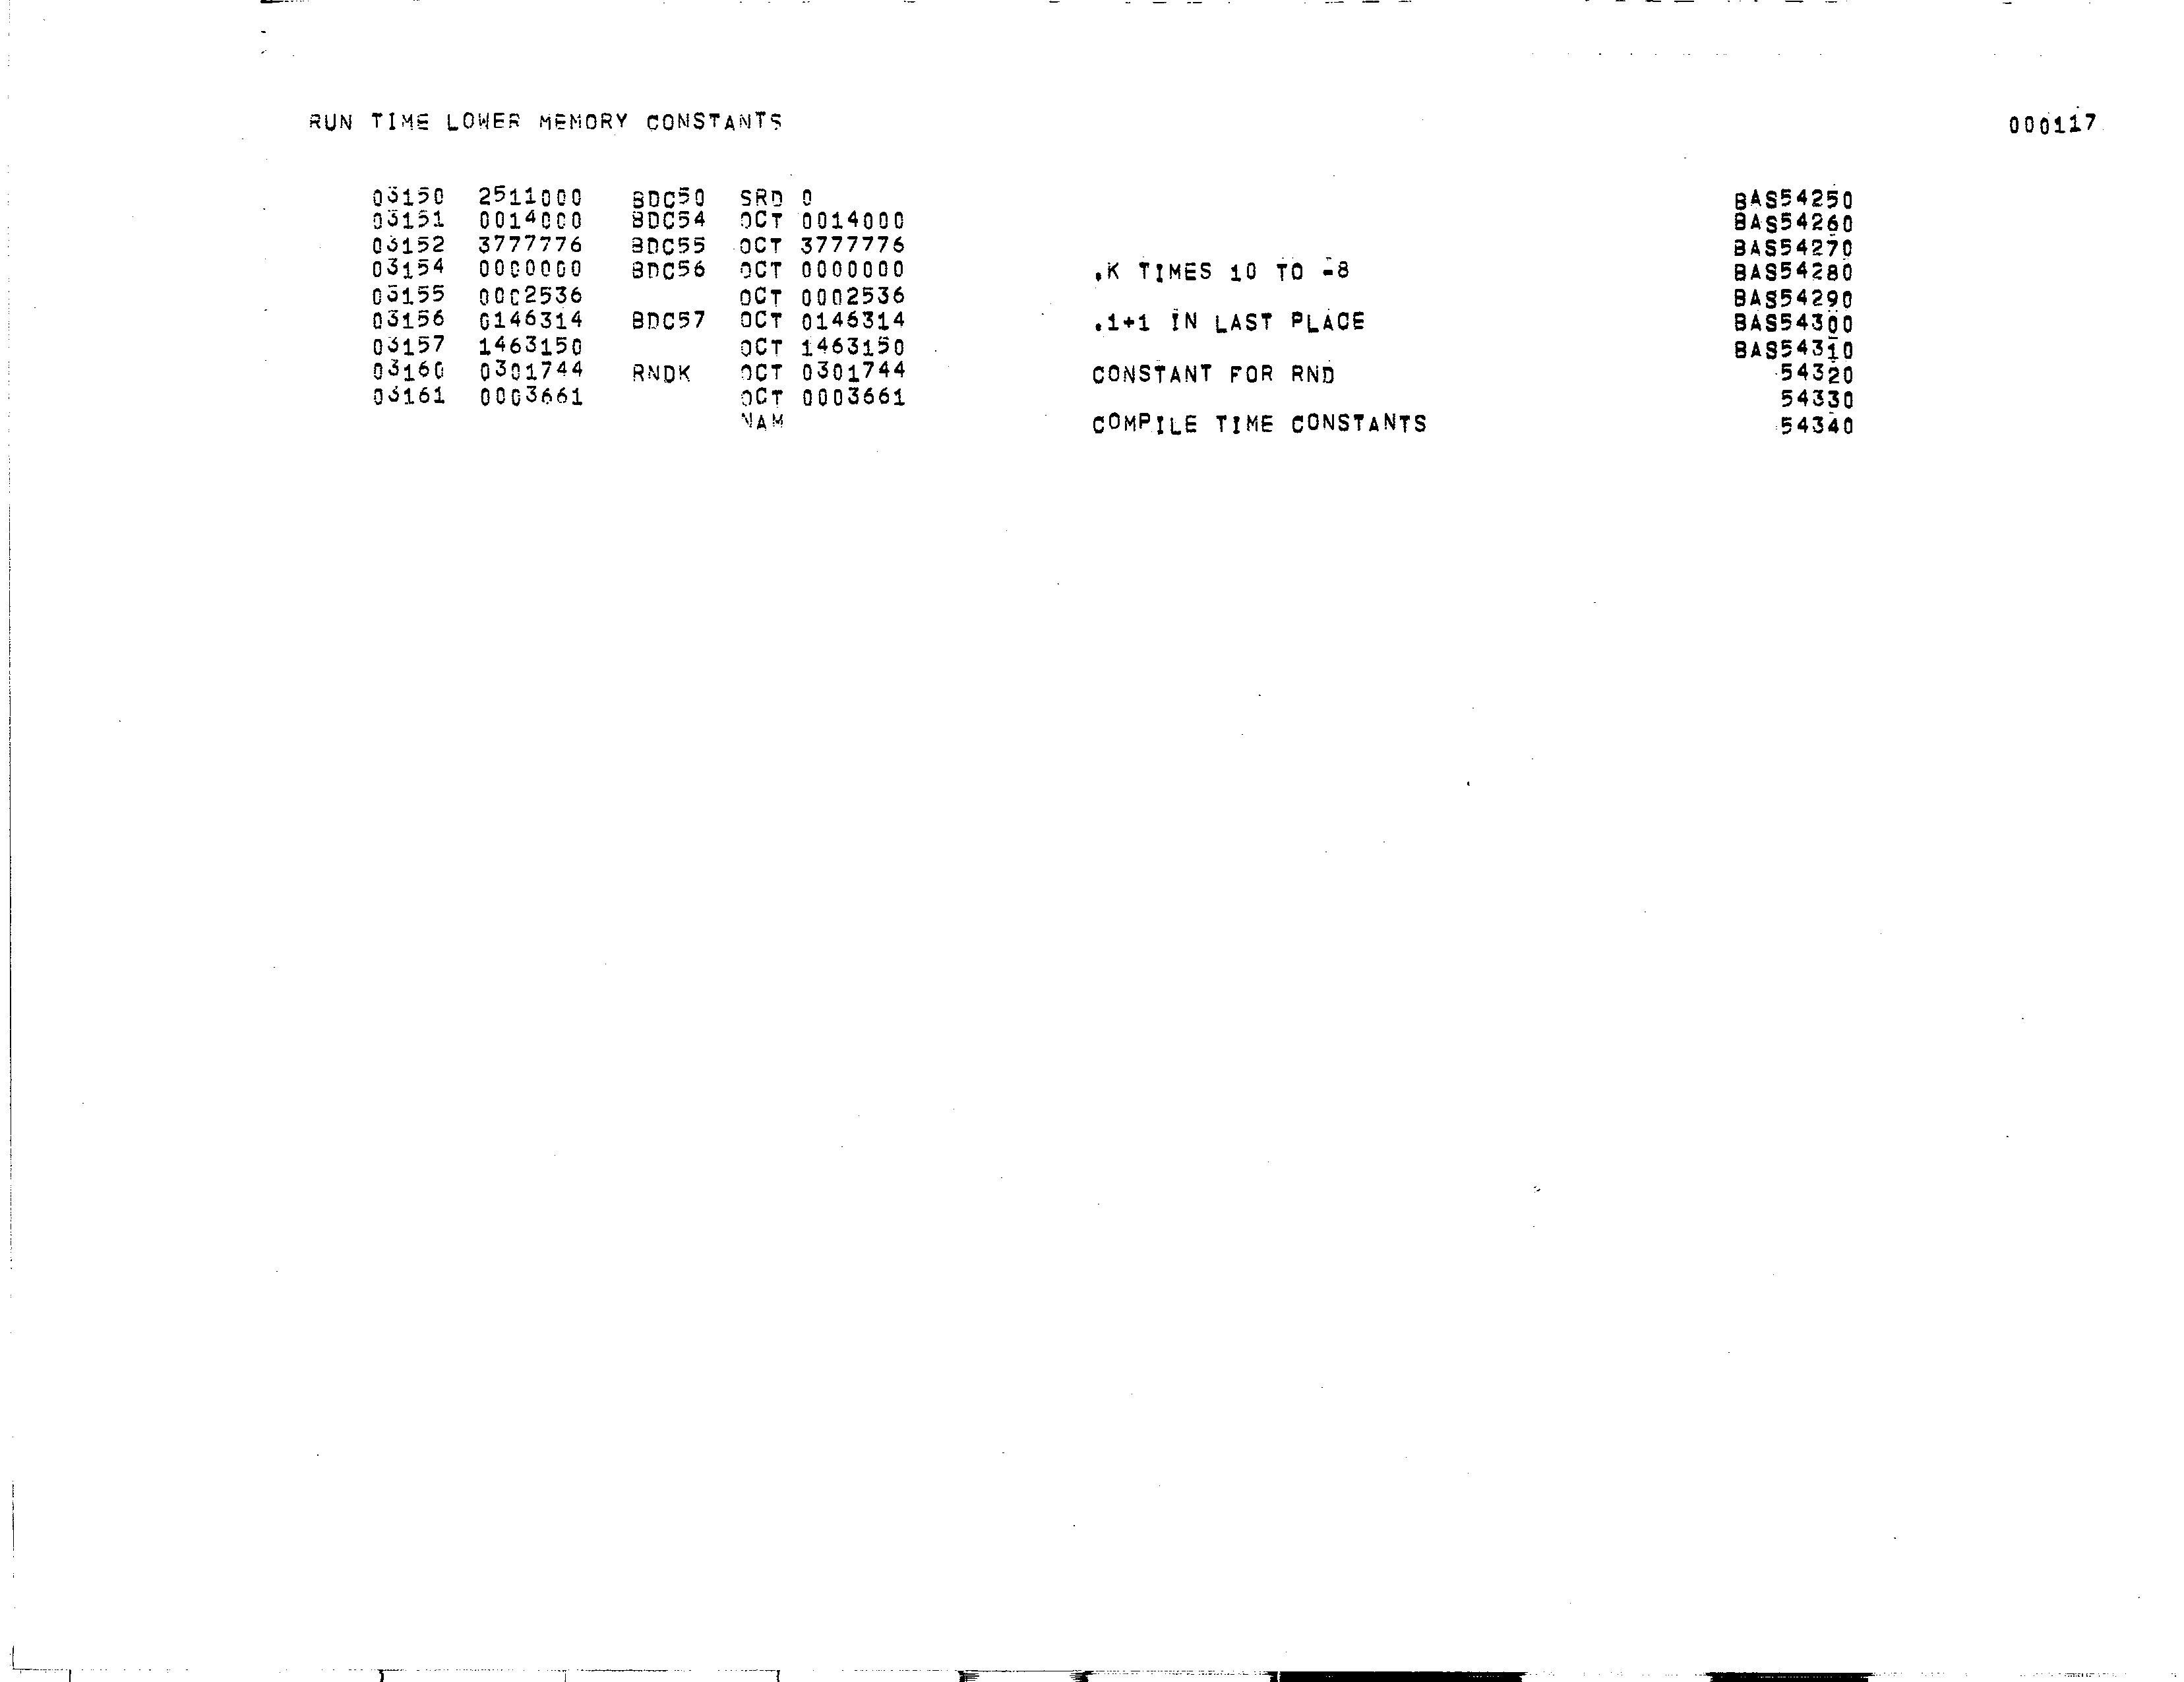 RUN TIME LOWER MEMORY CONSTANTS 000117
03150 2511000 BDC50 SRD 0 BAS54250
03151 0014000 BDC54 OCT 0014000 BAS54260
03152 3777776 BDC55 OCT 3777776 BAS54270
03154 0000000 BDC56 OCT 0000000 .K TIMES 10 TO -8 BAS54280
03155 0002536 OCT 0002536 BAS54290
03156 0146314 BDC57 OCT 0146314 .1+1 IN LAST PLACE BAS54300
03157 1463150 OCT 1463150 BAS54310
03160 0301744 RNDK OCT 0301744 CONSTANT FOR RND 54320
03161 0003661 OCT 0003661 54330
NAM COMPILE TIME CONSTANTS 54340